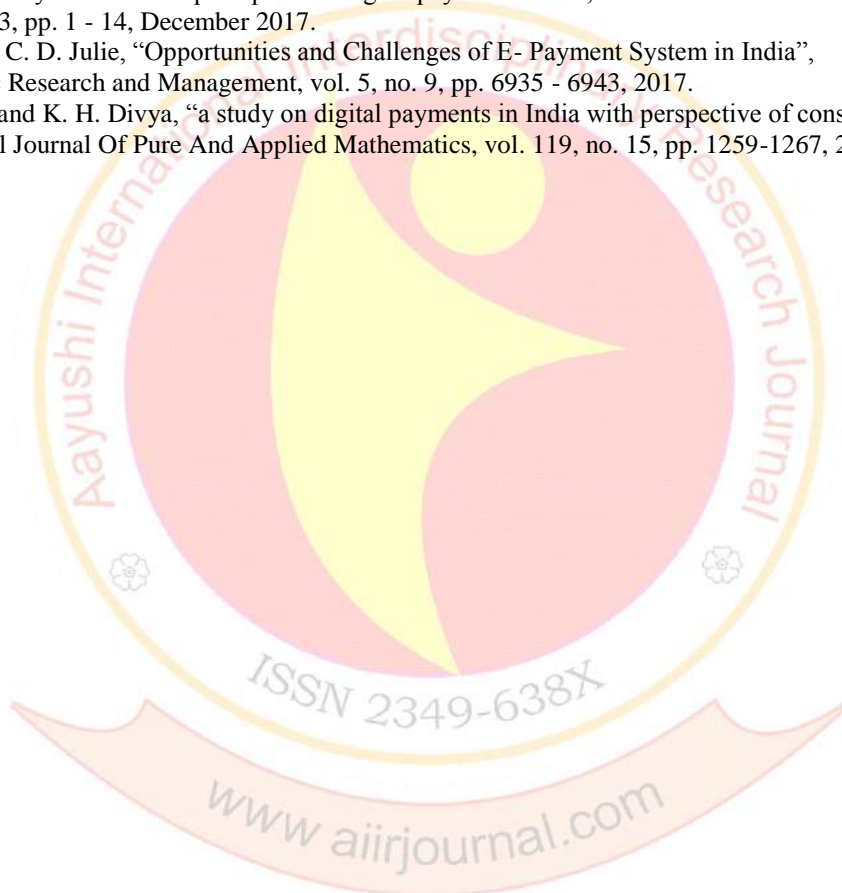 3, pp. 1 - 14, December 2017.
C. D. Julie, “Opportunities and Challenges of E- Payment System in India”,
Research and Management, vol. 5, no. 9, pp. 6935 - 6943, 2017.
and K. H. Divya, “a study on digital payments in India with perspective of cons
l Journal Of Pure And Applied Mathematics, vol. 119, no. 15, pp. 1259-1267, 2
Aayushi International Interdisciplinary Research Journal
ISSN 2349-638X
www aiirjournal.com